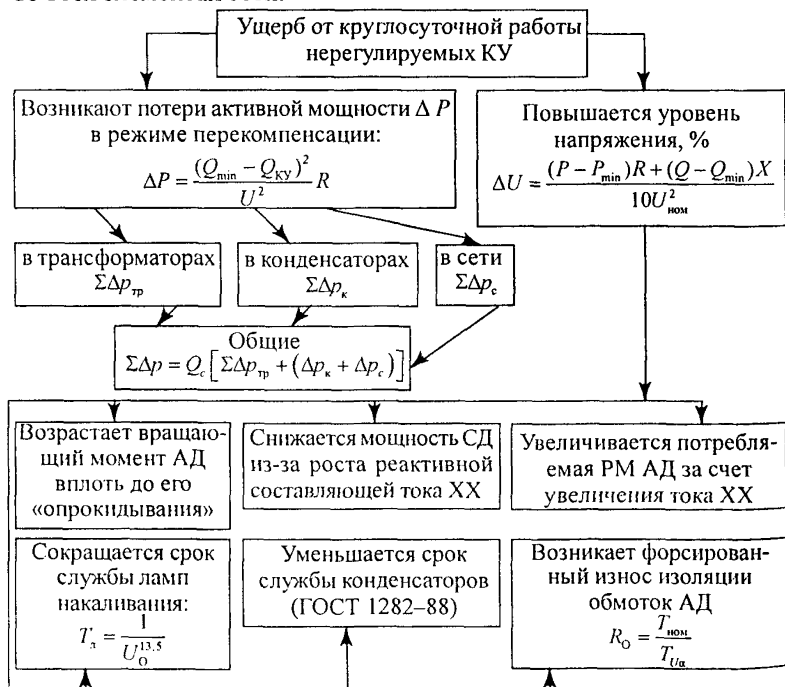 Ущерб от круглосуточной работы
нерегулируемых КУ
Возникают потери активной мощности Δ P
в режиме перекомпенсации:
ΔP = (Q_min − Q_КУ)² / U² R
Повышается уровень
напряжения, %
ΔU = ((P − P_min)R + (Q − Q_min)X) / 10U²_ном
в трансформаторах
ΣΔp_тр
в конденсаторах
ΣΔp_к
в сети
ΣΔp_с
Общие
ΣΔp = Q_c[ΣΔp_тр + (Δp_к + Δp_с)]
Возрастает вращаю-
щий момент АД
вплоть до его
«опрокидывания»
Снижается мощность СД
из-за роста реактивной
составляющей тока ХХ
Увеличивается потребля-
емая РМ АД за счет
увеличения тока ХХ
Сокращается срок
службы ламп
накаливания:
T_л = 1 / U_O^13,5
Уменьшается срок
службы конденсаторов
(ГОСТ 1282–88)
Возникает форсирован-
ный износ изоляции
обмоток АД
R_O = T_ном / T_Uα